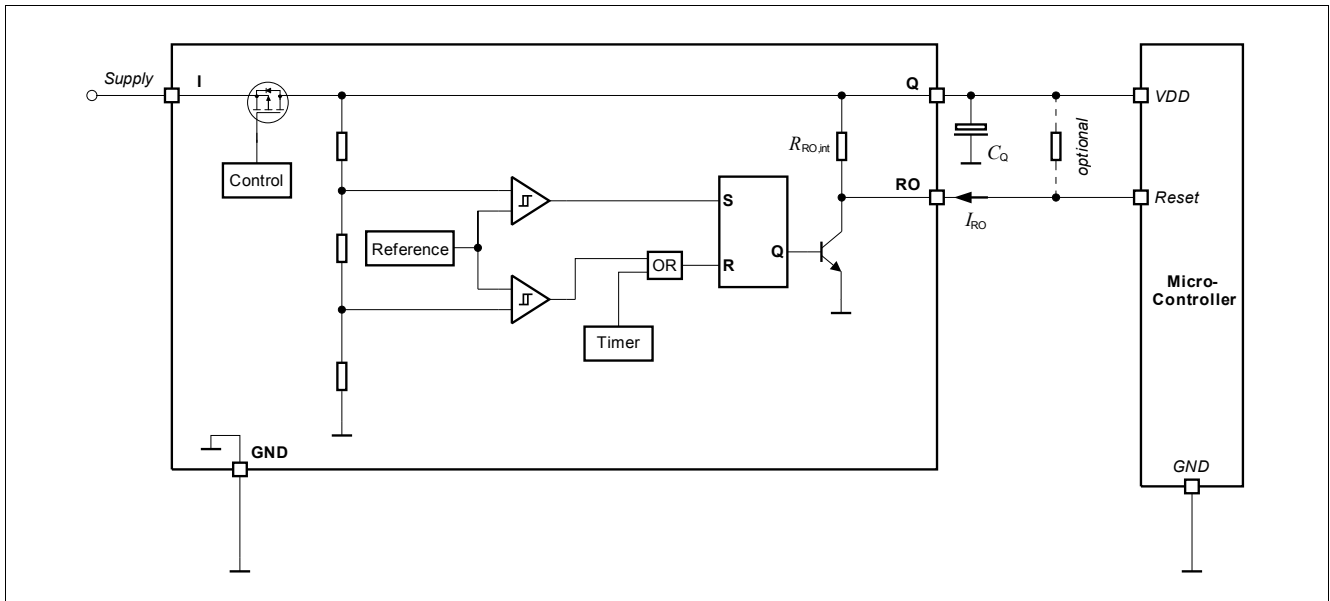 Supply
I
Q
VDD
Control
R_RO,int
C_Q
optional
RO
I_RO
Reset
S
Reference
Q
R
OR
Timer
Micro-
Controller
GND
GND